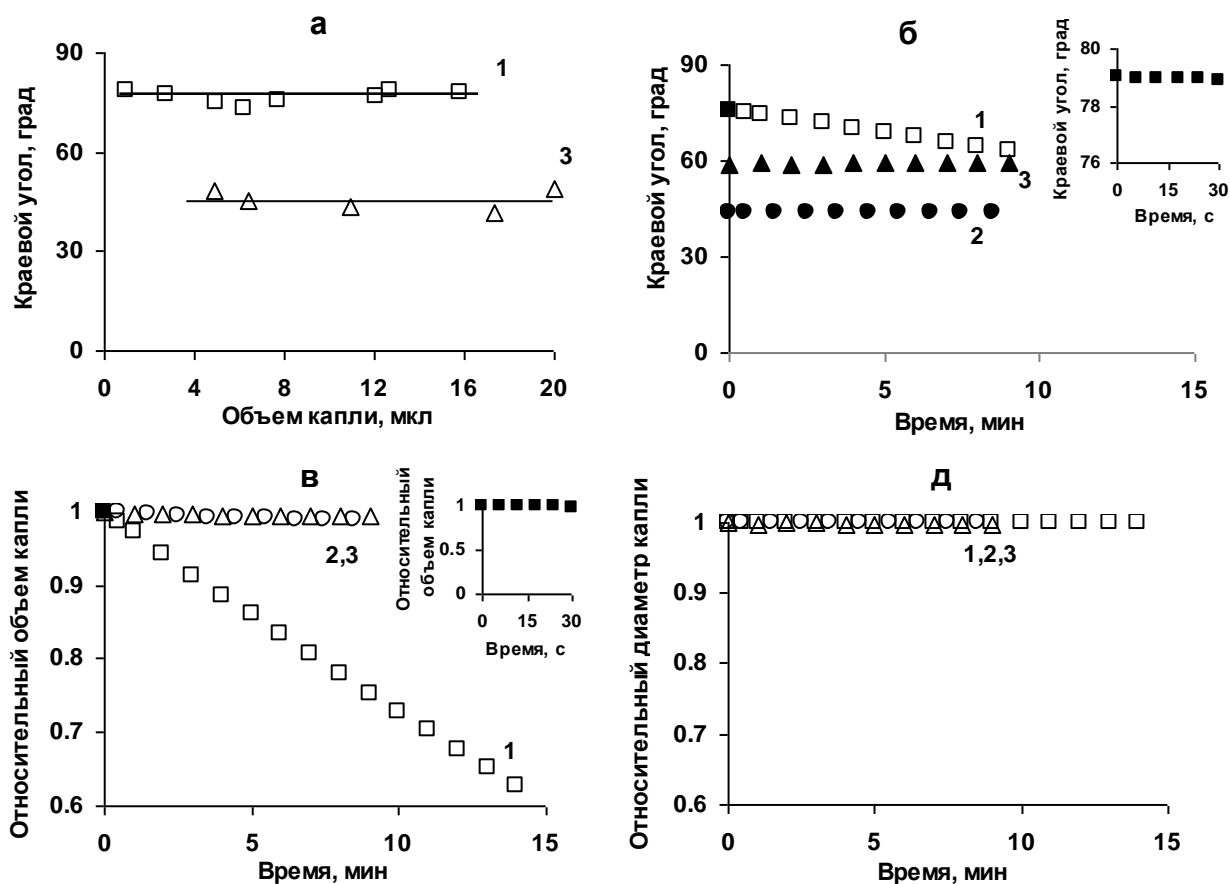 а
90
60
30
0
Краевой угол, град
1
3
0 4 8 12 16 20
Объем капли, мкл
б
90
60
30
0
Краевой угол, град
1
3
2
0 5 10 15
Время, мин
80
78
76
Краевой угол, град
0 15 30
Время, с
в
1
0.9
0.8
0.7
0.6
Относительный объем капли
2,3
1
0 5 10 15
Время, мин
1
0.5
0
Относительный
объем капли
0 15 30
Время, с
д
1
0.9
0.8
0.7
0.6
Относительный диаметр капли
1,2,3
0 5 10 15
Время, мин